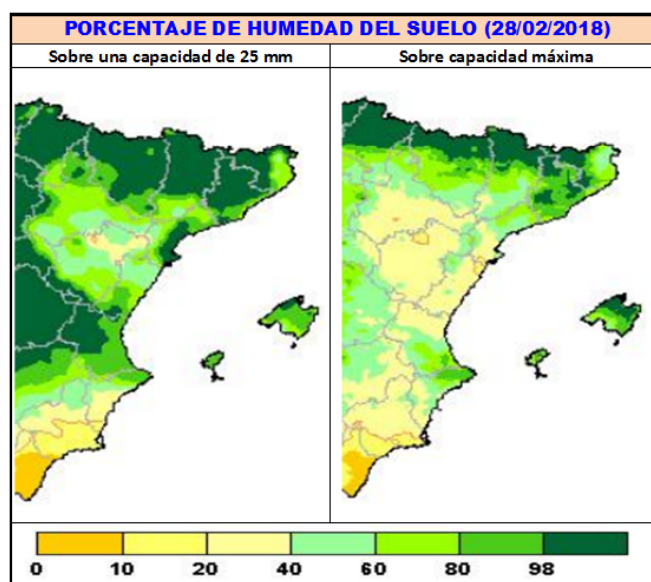 PORCENTAJE DE HUMEDAD DEL SUELO (28/02/2018)
Sobre una capacidad de 25 mm
Sobre capacidad máxima
0 10 20 40 60 80 98